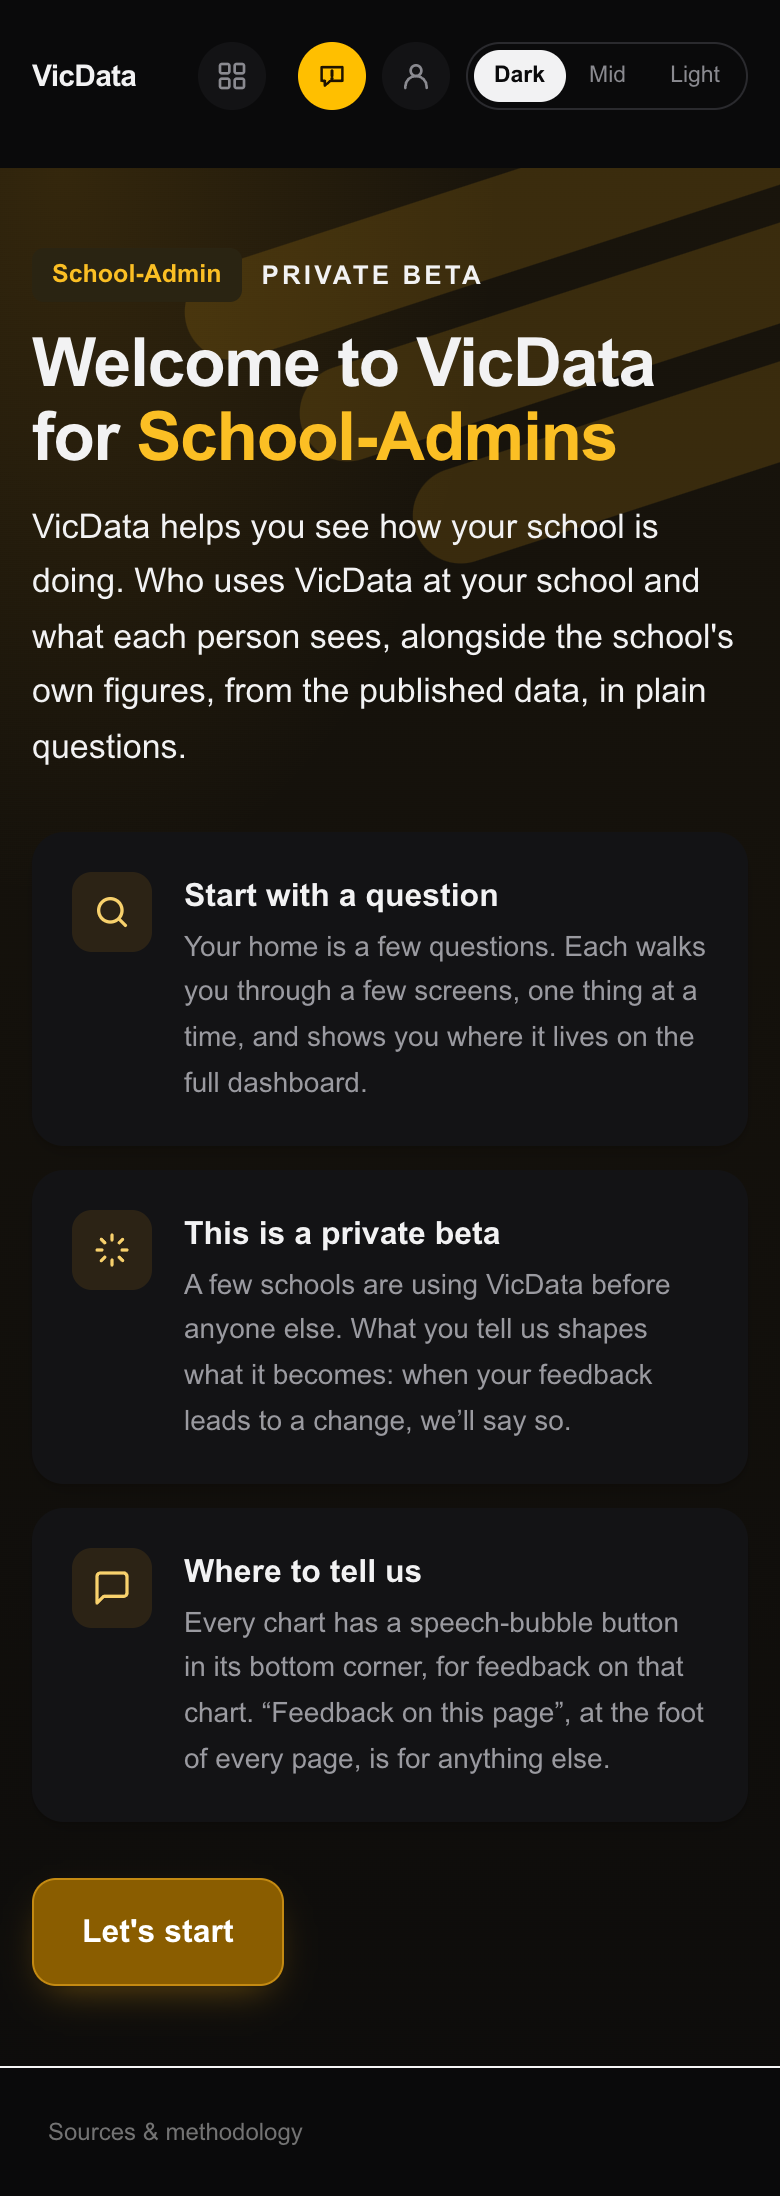 VicData
Dark
Mid
Light
School-Admin
PRIVATE BETA
Welcome to VicData
for School-Admins
VicData helps you see how your school is
doing. Who uses VicData at your school and
what each person sees, alongside the school's
own figures, from the published data, in plain
questions.
Start with a question
Your home is a few questions. Each walks
you through a few screens, one thing at a
time, and shows you where it lives on the
full dashboard.
This is a private beta
A few schools are using VicData before
anyone else. What you tell us shapes
what it becomes: when your feedback
leads to a change, we’ll say so.
Where to tell us
Every chart has a speech-bubble button
in its bottom corner, for feedback on that
chart. “Feedback on this page”, at the foot
of every page, is for anything else.
Let's start
Sources & methodology